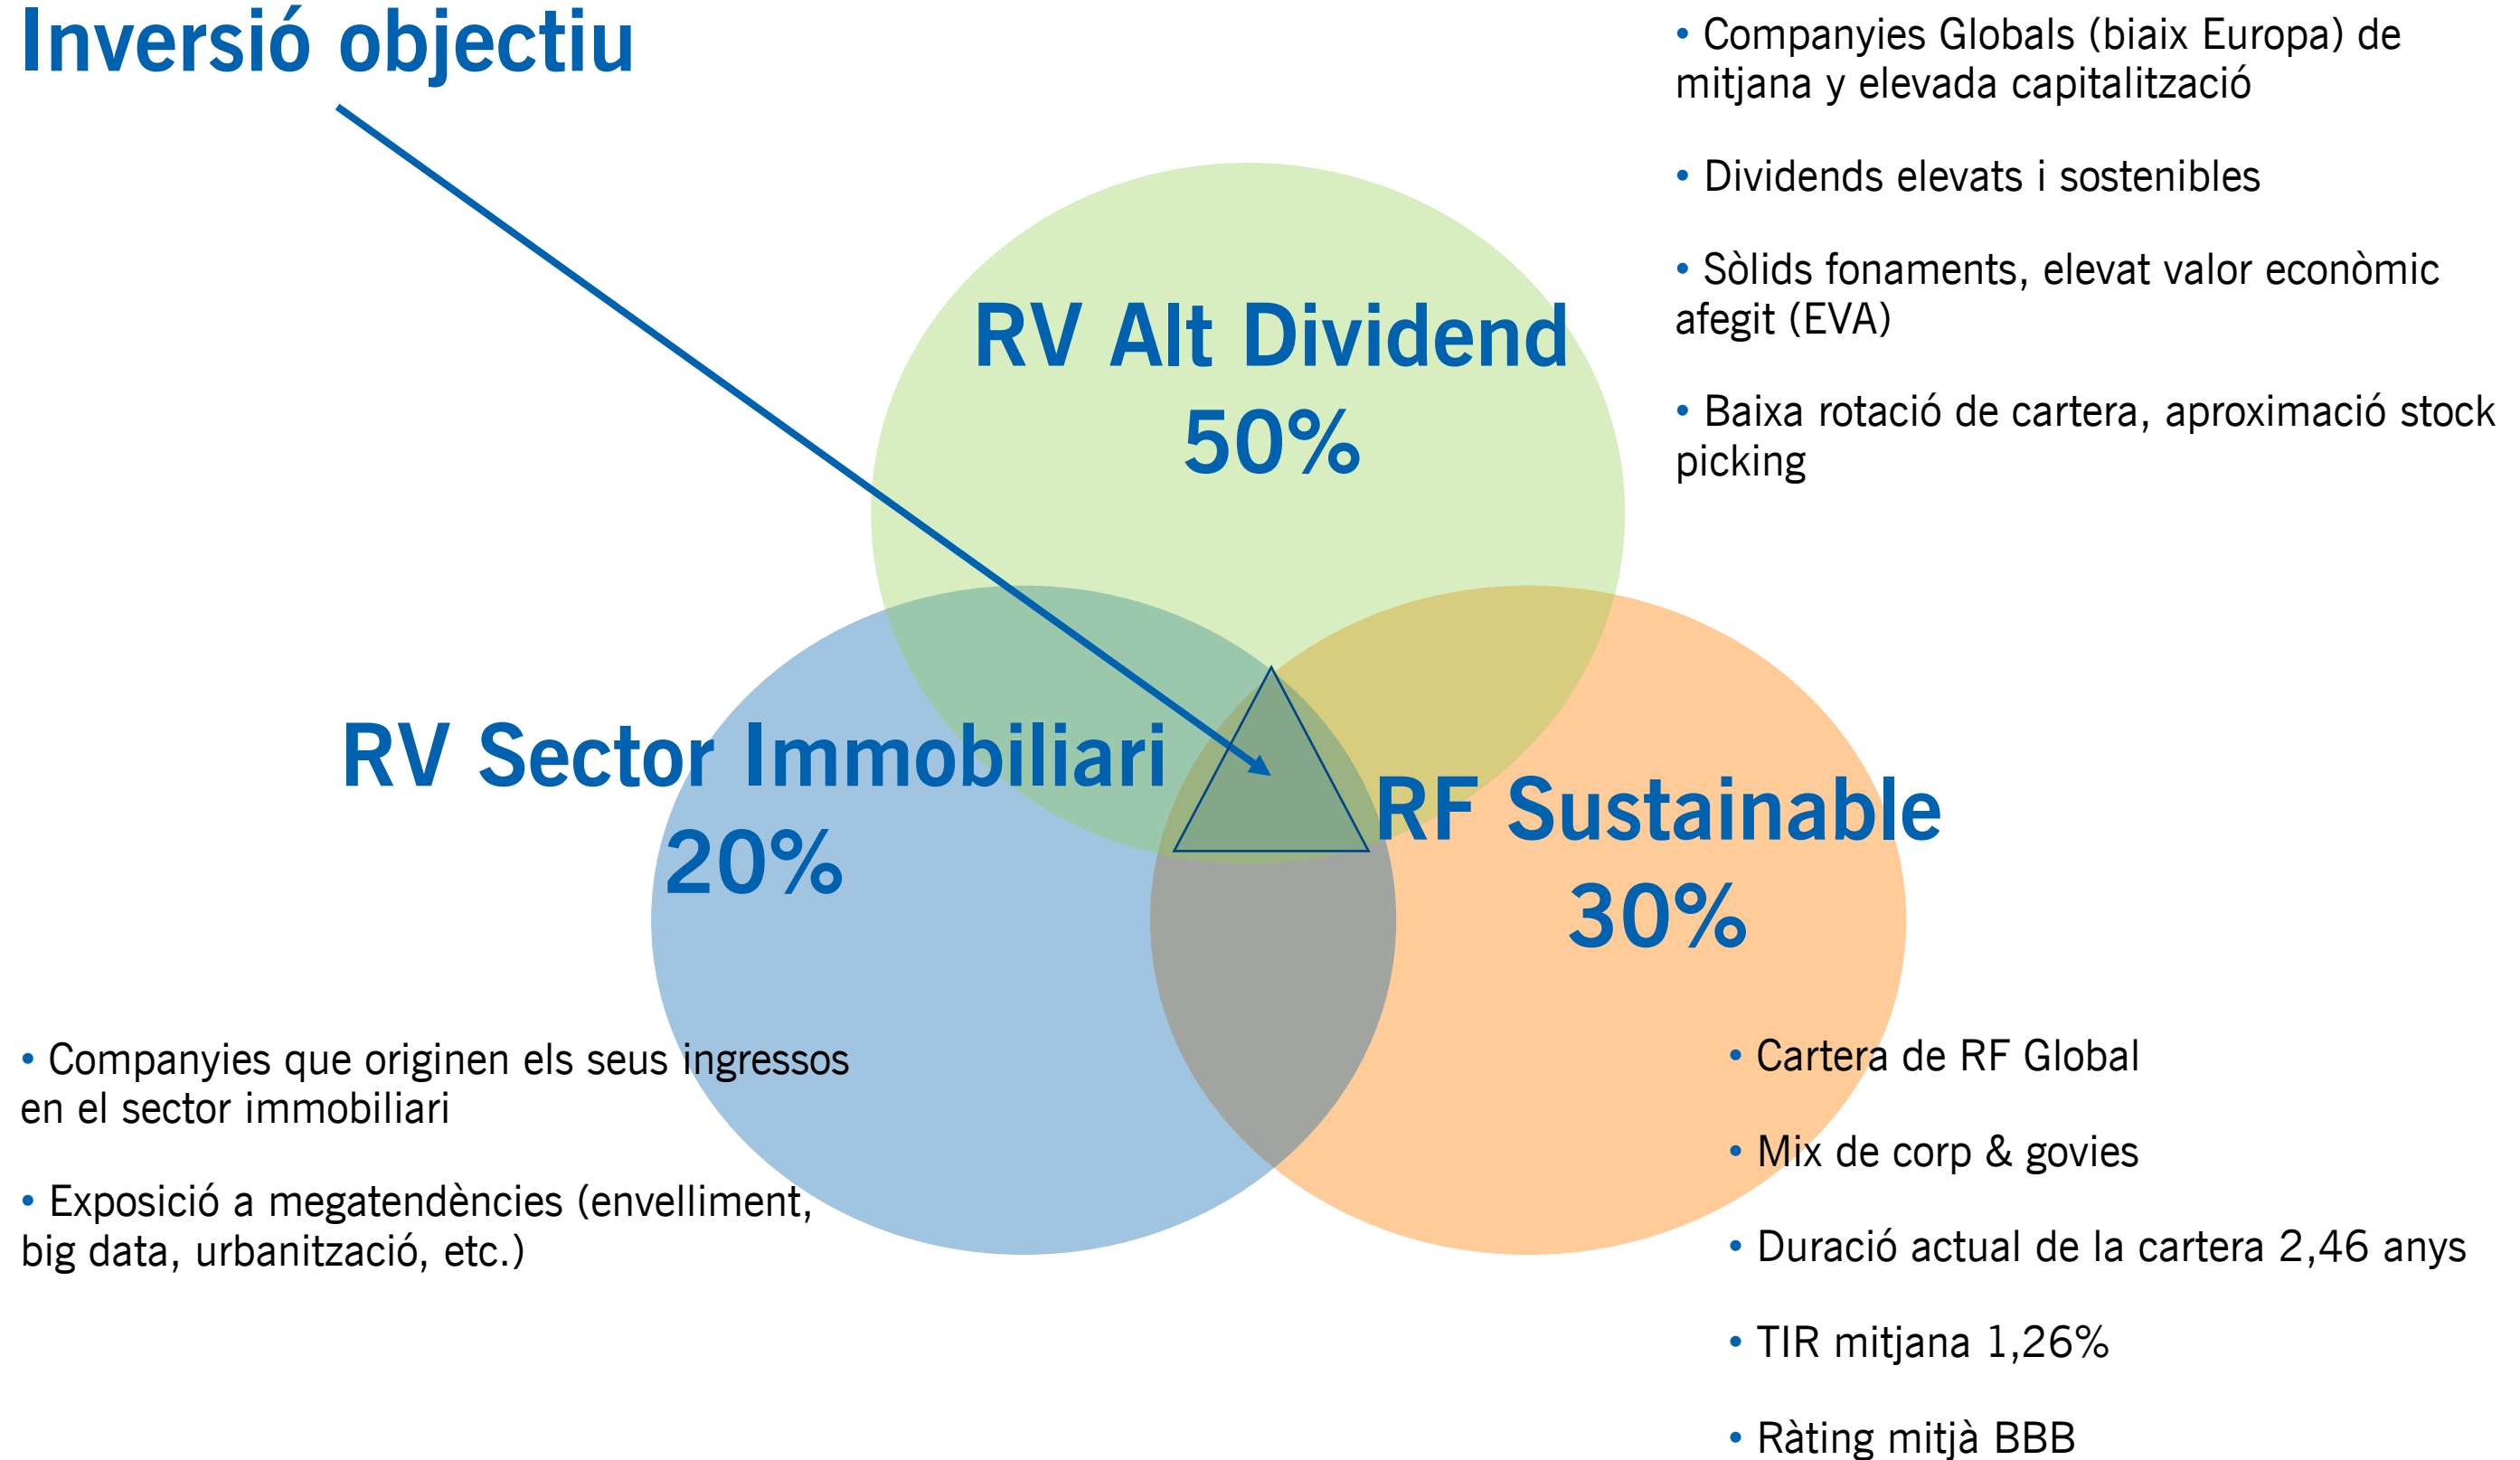 Inversió objectiu
• Companyies Globals (biaix Europa) de
mitjana y elevada capitalització
• Dividends elevats i sostenibles
• Sòlids fonaments, elevat valor econòmic
afegit (EVA)
• Baixa rotació de cartera, aproximació stock
picking
RV Alt Dividend
50%
RV Sector Immobiliari
20%
RF Sustainable
30%
• Companyies que originen els seus ingressos
en el sector immobiliari
• Exposició a megatendències (envelliment,
big data, urbanització, etc.)
• Cartera de RF Global
• Mix de corp & govies
• Duració actual de la cartera 2,46 anys
• TIR mitjana 1,26%
• Ràting mitjà BBB